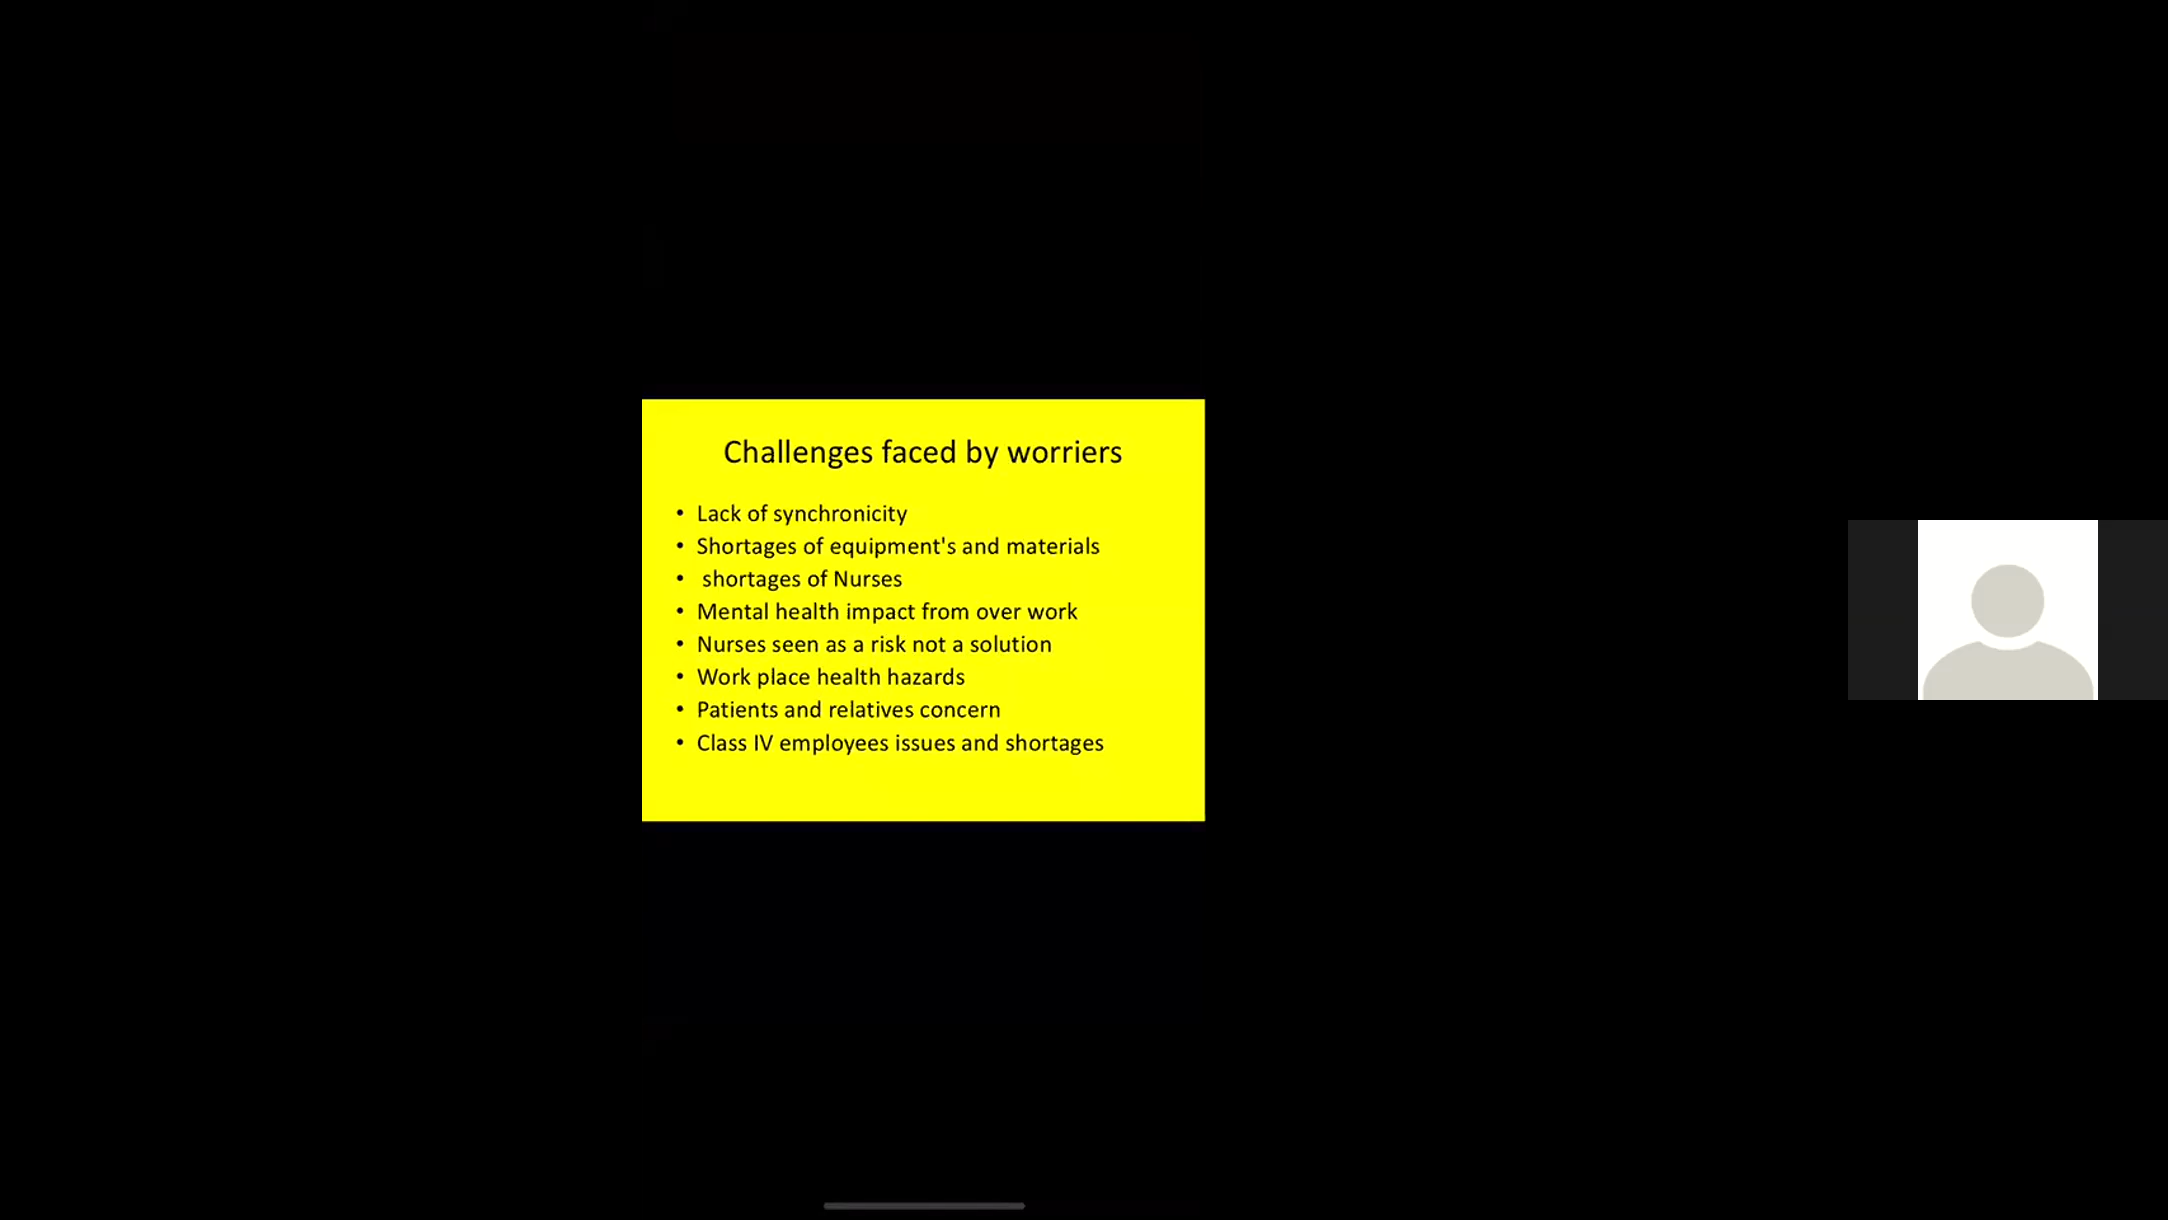 Challenges faced by worriers
• Lack of synchronicity
• Shortages of equipment's and materials
• shortages of Nurses
• Mental health impact from over work
• Nurses seen as a risk not a solution
• Work place health hazards
• Patients and relatives concern
• Class IV employees issues and shortages